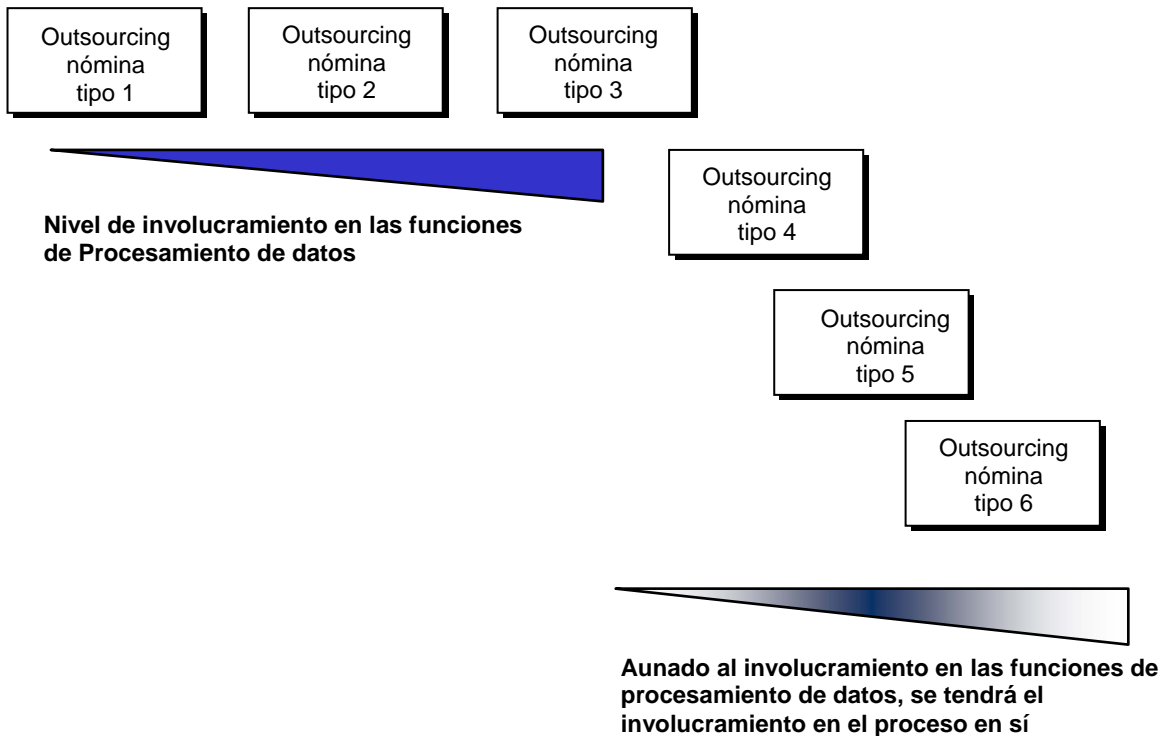 Outsourcing
nómina
tipo 1
Outsourcing
nómina
tipo 2
Outsourcing
nómina
tipo 3
Nivel de involucramiento en las funciones
de Procesamiento de datos
Outsourcing
nómina
tipo 4
Outsourcing
nómina
tipo 5
Outsourcing
nómina
tipo 6
Aunado al involucramiento en las funciones de
procesamiento de datos, se tendrá el
involucramiento en el proceso en sí